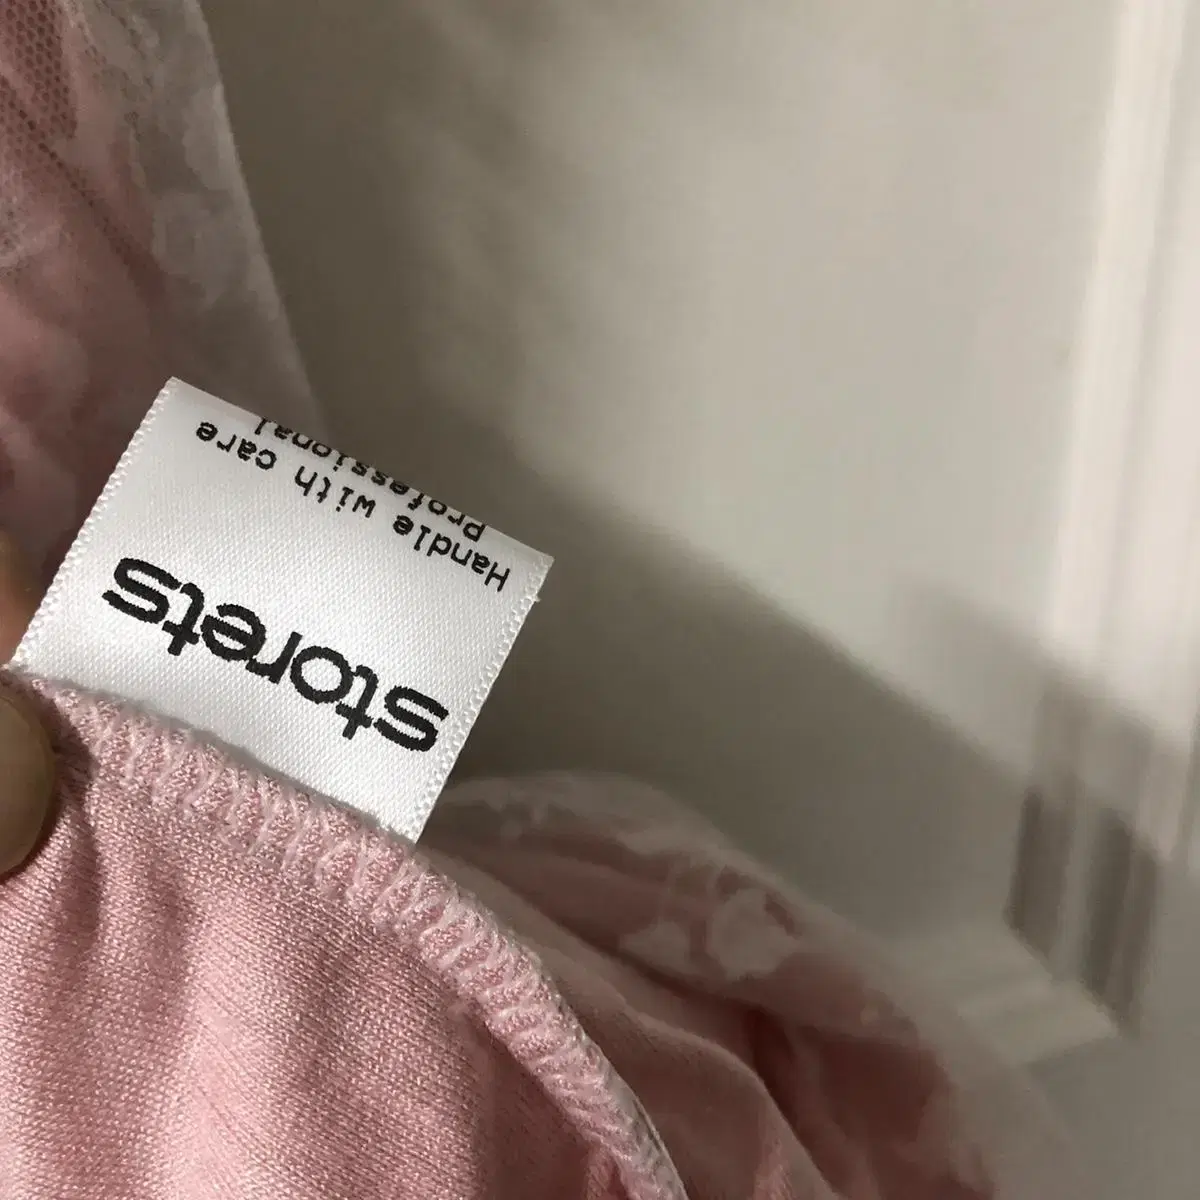 storets
Handle with care
Professional